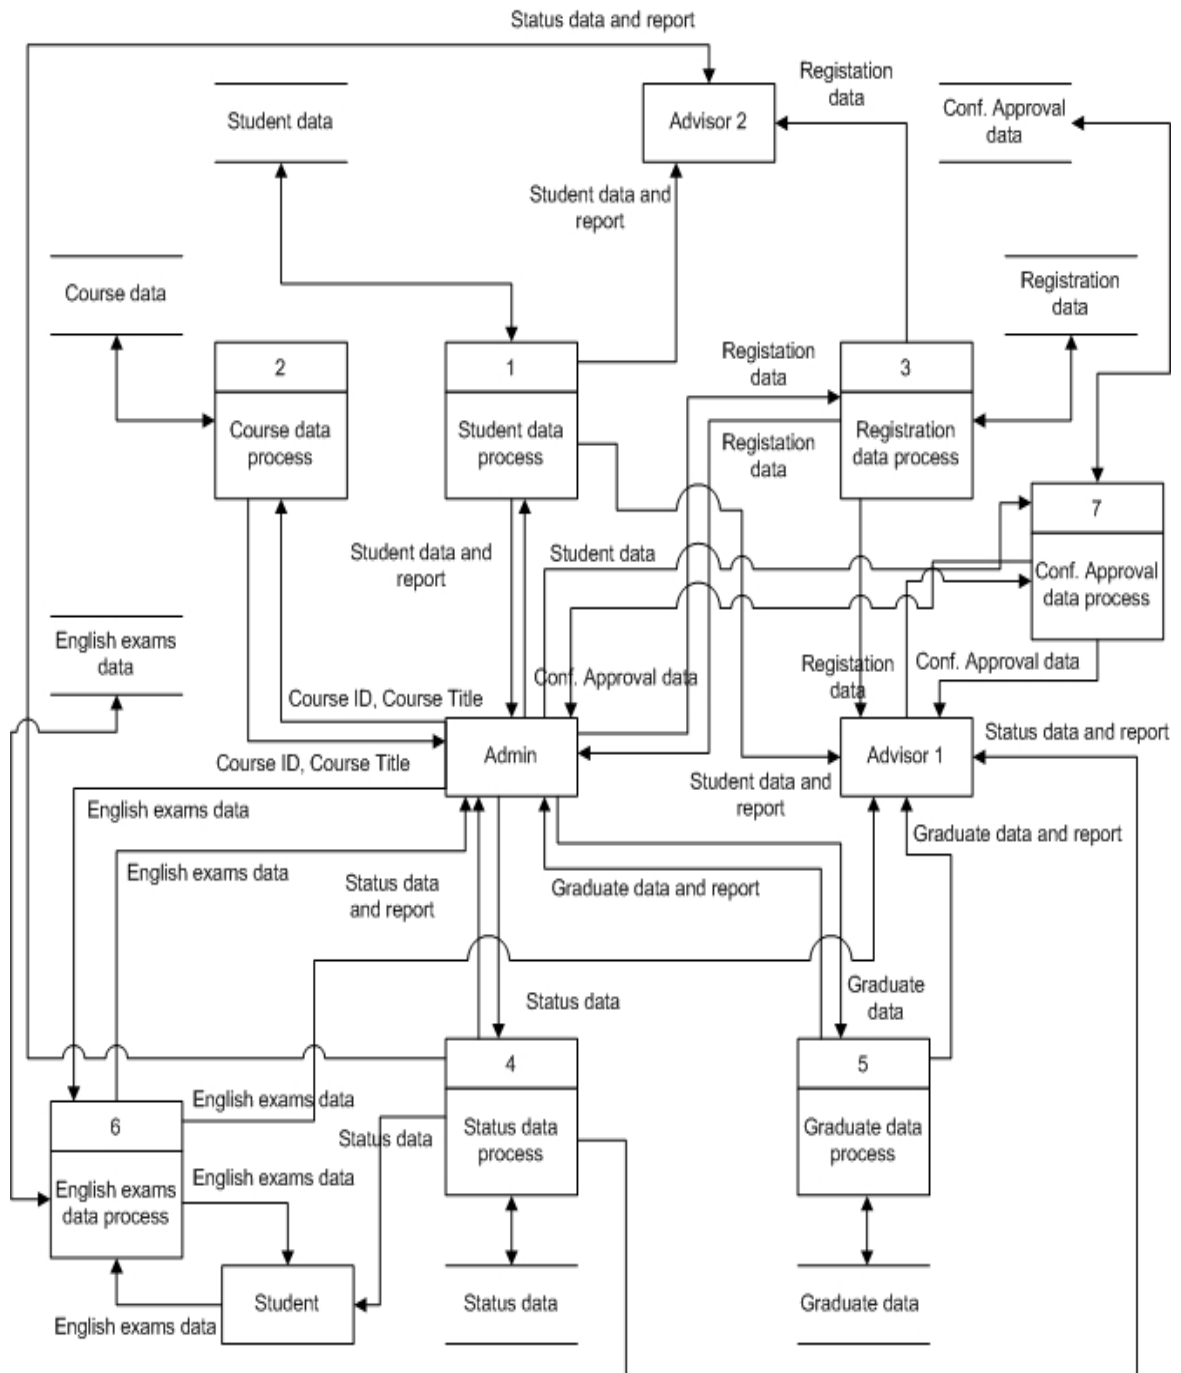 Status data and report
Registation
data
Student data
Advisor 2
Conf. Approval
data
Student data and
report
Course data
Registration
data
2
1
Registation
data
3
Course data
process
Student data
process
Registation
data
Registration
data process
7
Student data and
report
Student data
Conf. Approval
data process
English exams
data
Conf. Approval data
Registation
data
Conf. Approval data
Course ID, Course Title
Admin
Advisor 1
Status data and report
Course ID, Course Title
Student data and
report
English exams data
Graduate data and report
English exams data
Status data
and report
Graduate data and report
Status data
Graduate
data
4
5
English exams data
6
Status data
Status data
process
Graduate data
process
English exams data
English exams
data process
Student
Status data
Graduate data
English exams data